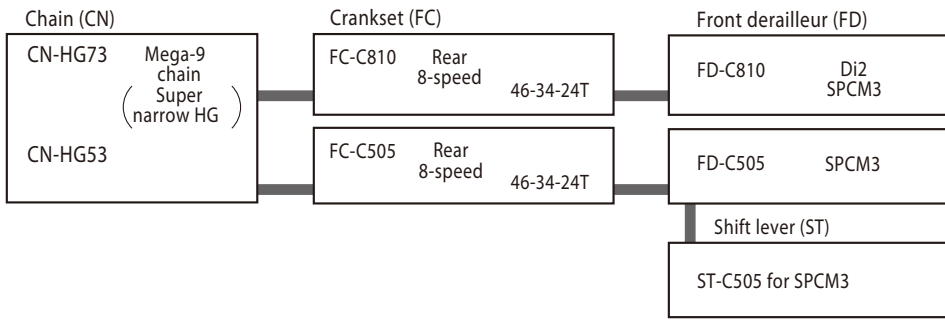 Chain (CN)
CN-HG73
Mega-9
chain
(Super
narrow HG)
CN-HG53
Crankset (FC)
FC-C810
Rear
8-speed
46-34-24T
FC-C505
Rear
8-speed
46-34-24T
Front derailleur (FD)
FD-C810
Di2
SPCM3
FD-C505
SPCM3
Shift lever (ST)
ST-C505 for SPCM3